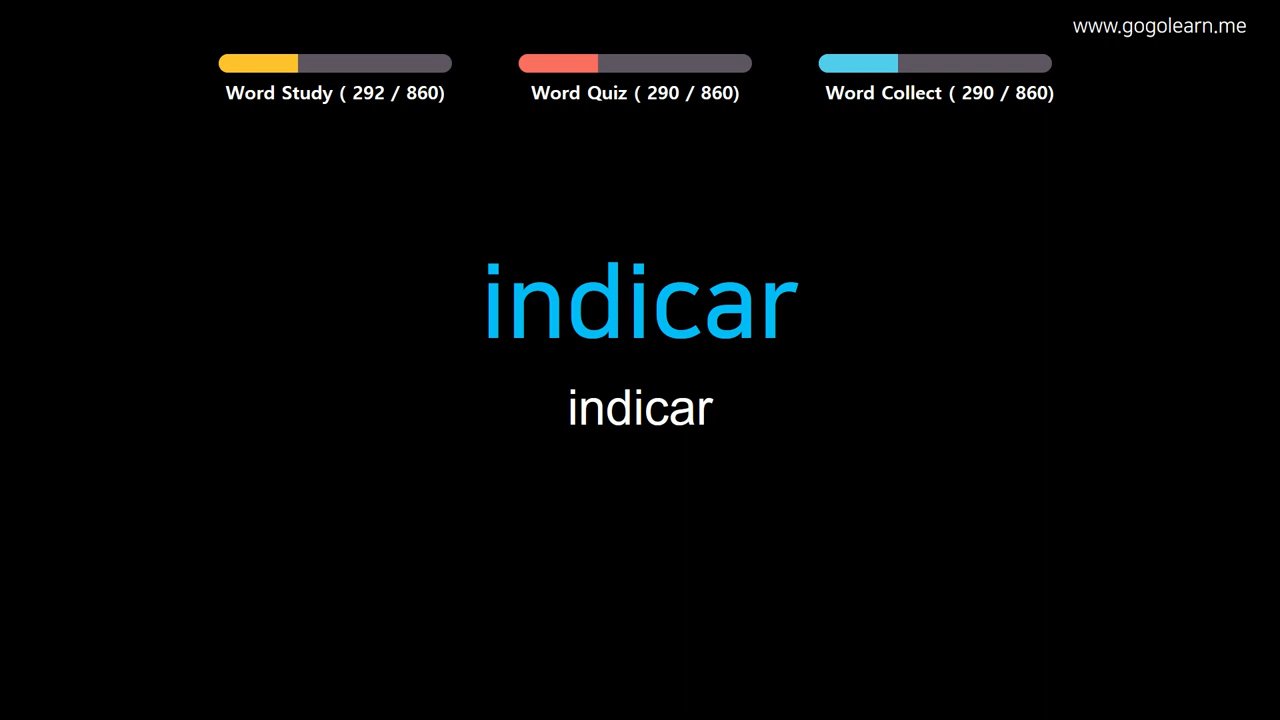 www.gogolearn.me
Word Study ( 292 / 860)
Word Quiz ( 290 / 860)
Word Collect ( 290 / 860)
indicar
indicar